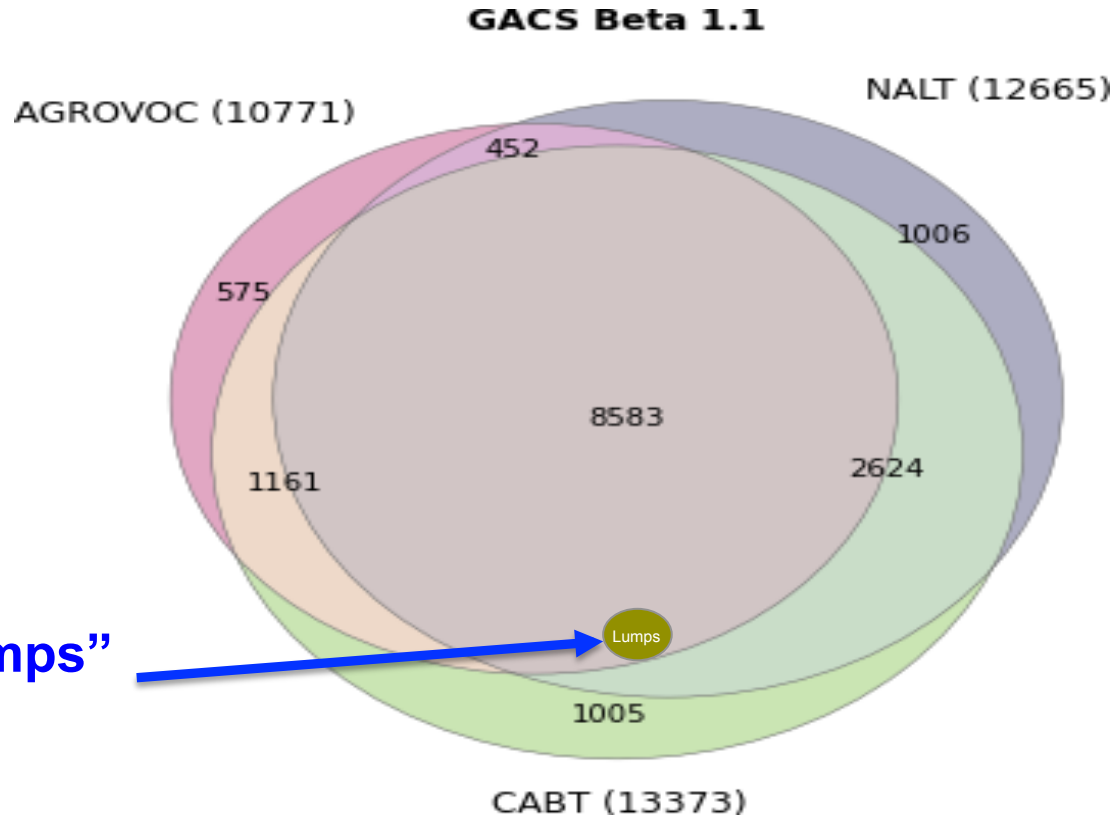 GACS Beta 1.1
NALT (12665)
AGROVOC (10771)
452
1006
575
8583
2624
1161
Lumps
mps”
1005
CABT (13373)